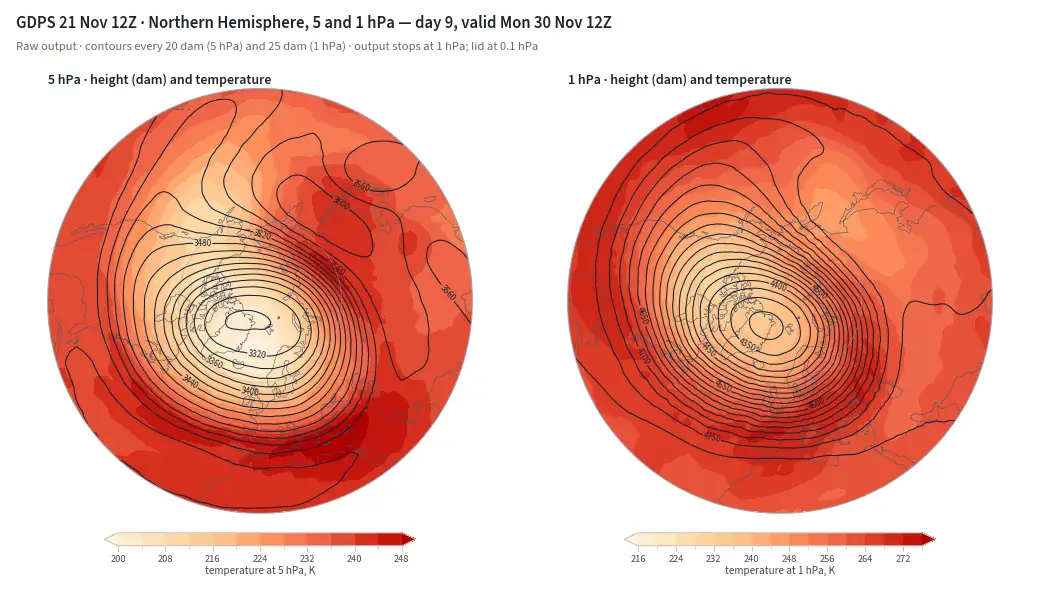 GDPS 21 Nov 12Z · Northern Hemisphere, 5 and 1 hPa — day 9, valid Mon 30 Nov 12Z
Raw output · contours every 20 dam (5 hPa) and 25 dam (1 hPa) · output stops at 1 hPa; lid at 0.1 hPa
5 hPa · height (dam) and temperature
1 hPa · height (dam) and temperature
3560
3480
3560
3320
3360
3440
3400
4400
4350
4750
200 208 216 224 232 240 248
temperature at 5 hPa, K
216 224 232 240 248 256 264 272
temperature at 1 hPa, K